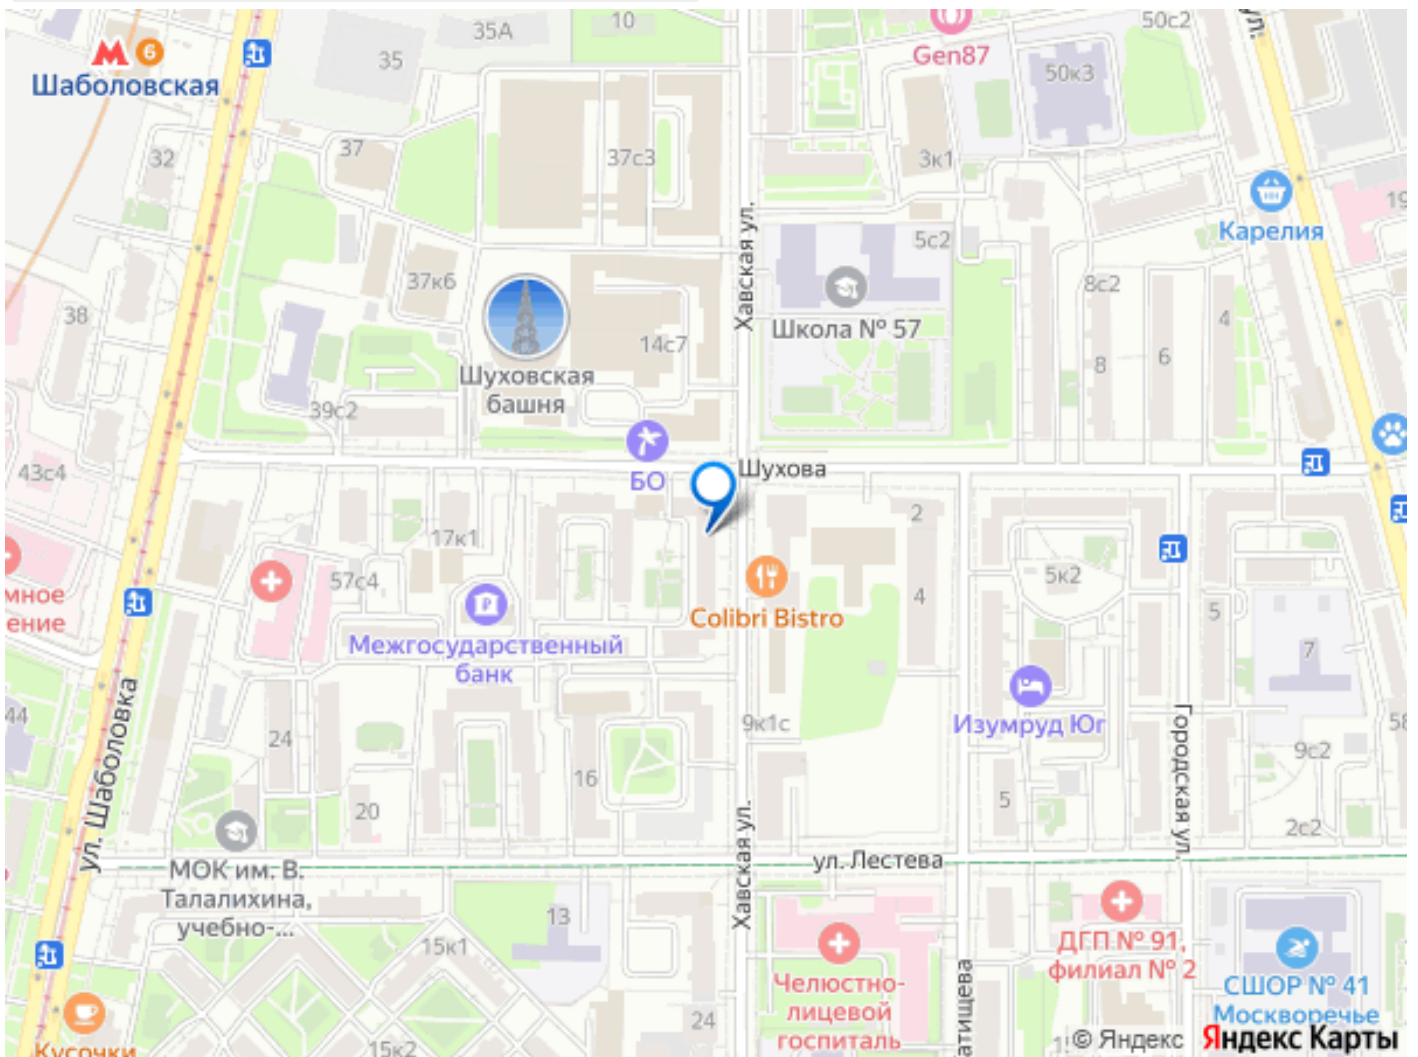 10
35А
35
50с2
ул.
Gen87
50к3
М 6
Шаболовская
32
37
37с3
3к1
19
Карелия
Хавская ул.
5с2
37к6
8с2
38
Школа № 57
4
14с7
6
8
Шуховская
башня
39с2
43с4
БО
Шухова
2
17к1
5к2
57с4
4
5
мное
ение
Colibri Bistro
Межгосударственный
банк
7
44
Изумруд Юг
9к1с
58
24
9с2
ул. Шаболовка
Городская ул.
16
20
5
2с2
Хавская ул.
ул. Лестева
МОК им. В.
Талалихина,
учебно-...
13
15к1
ДГП № 91,
филиал № 2
Челюстно-
лицевой
госпиталь
СШОР № 41
Москворечье
атищева
24
Кусочки
15к2
© Яндекс Яндекс Карты